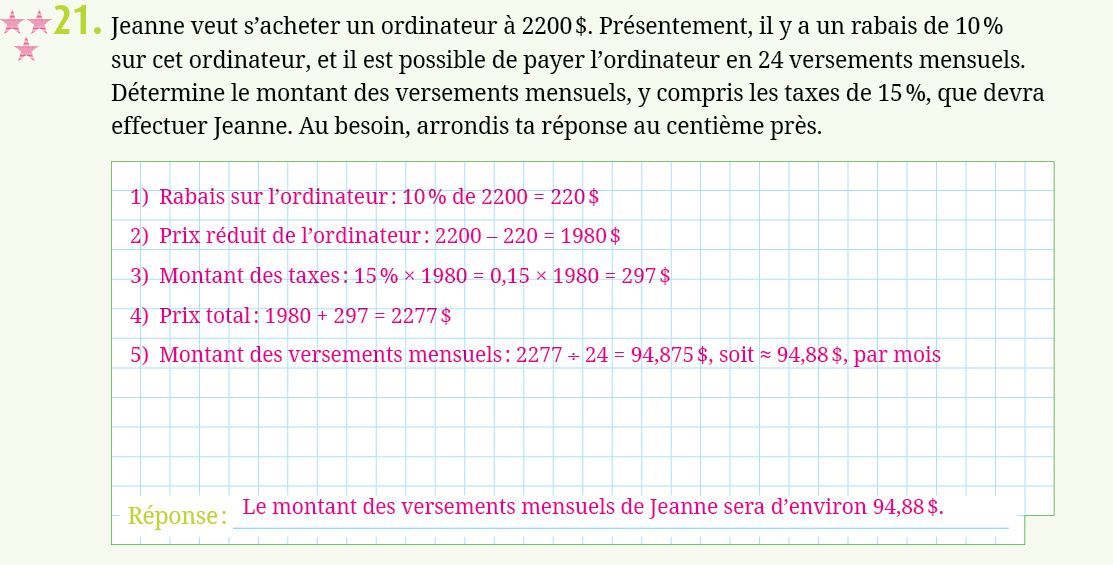 21. Jeanne veut s’acheter un ordinateur à 2200 $. Présentement, il y a un rabais de 10 %
sur cet ordinateur, et il est possible de payer l’ordinateur en 24 versements mensuels.
Détermine le montant des versements mensuels, y compris les taxes de 15 %, que devra
effectuer Jeanne. Au besoin, arrondis ta réponse au centième près.
1) Rabais sur l’ordinateur : 10 % de 2200 = 220 $
2) Prix réduit de l’ordinateur : 2200 – 220 = 1980 $
3) Montant des taxes : 15 % × 1980 = 0,15 × 1980 = 297 $
4) Prix total : 1980 + 297 = 2277 $
5) Montant des versements mensuels : 2277 ÷ 24 = 94,875 $, soit ≈ 94,88 $, par mois
Réponse : Le montant des versements mensuels de Jeanne sera d’environ 94,88 $.